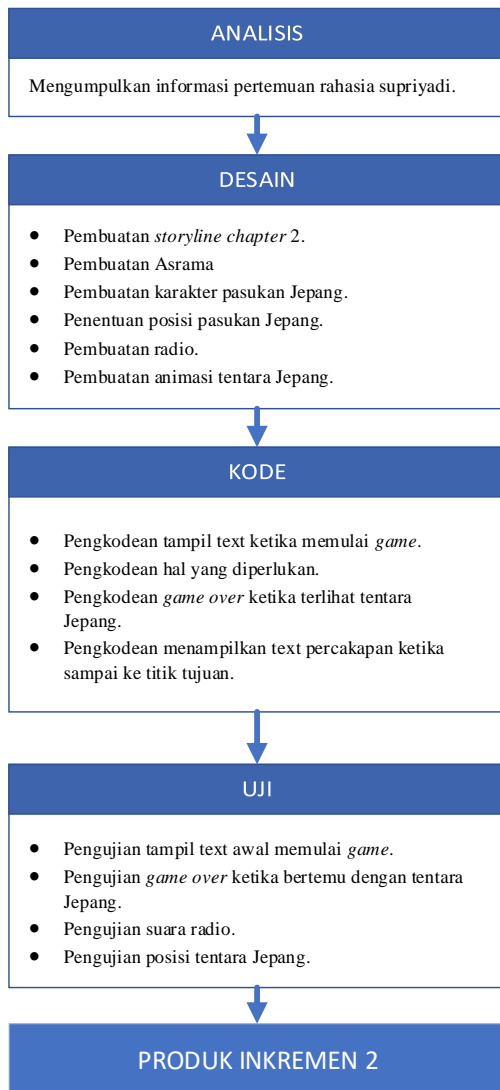 ANALISIS
Mengumpulkan informasi pertemuan rahasia supriyadi.
DESAIN
● Pembuatan storyline chapter 2.
● Pembuatan Asrama
● Pembuatan karakter pasukan Jepang.
● Penentuan posisi pasukan Jepang.
● Pembuatan radio.
● Pembuatan animasi tentara Jepang.
KODE
● Pengkodean tampil text ketika memulai game.
● Pengkodean hal yang diperlukan.
● Pengkodean game over ketika terlihat tentara
Jepang.
● Pengkodean menampilkan text percakapan ketika
sampai ke titik tujuan.
UJI
● Pengujian tampil text awal memulai game.
● Pengujian game over ketika bertemu dengan tentara
Jepang.
● Pengujian suara radio.
● Pengujian posisi tentara Jepang.
PRODUK INKREMEN 2